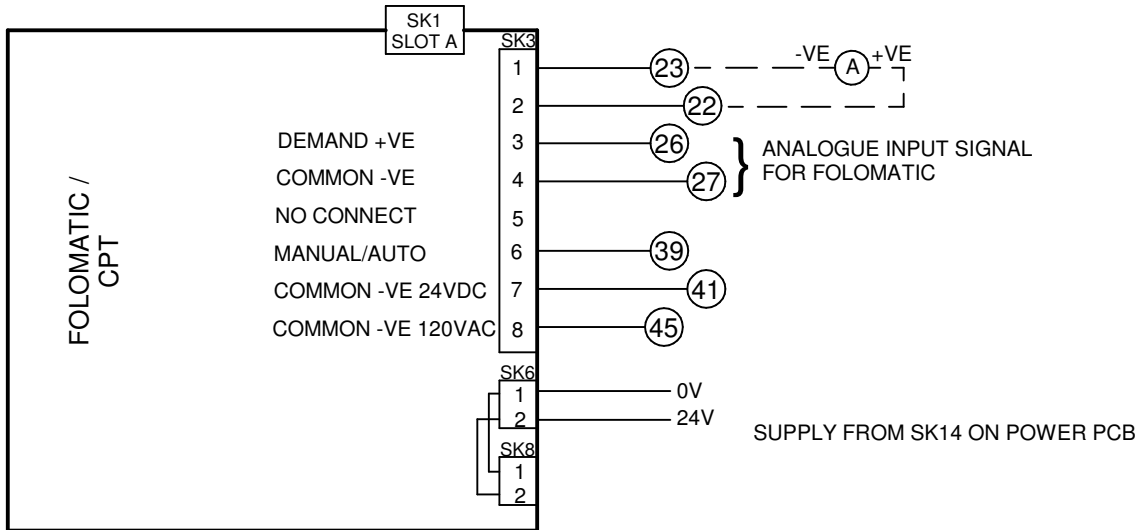 SK1
SLOT A
SK3
1 23 -VE A +VE
2 22
DEMAND +VE 3 26
COMMON -VE 4 27
ANALOGUE INPUT SIGNAL
FOR FOLOMATIC
NO CONNECT 5
MANUAL/AUTO 6 39
COMMON -VE 24VDC 7 41
COMMON -VE 120VAC 8 45
FOLOMATIC /
CPT
SK6
1 0V
2 24V
SUPPLY FROM SK14 ON POWER PCB
SK8
1
2